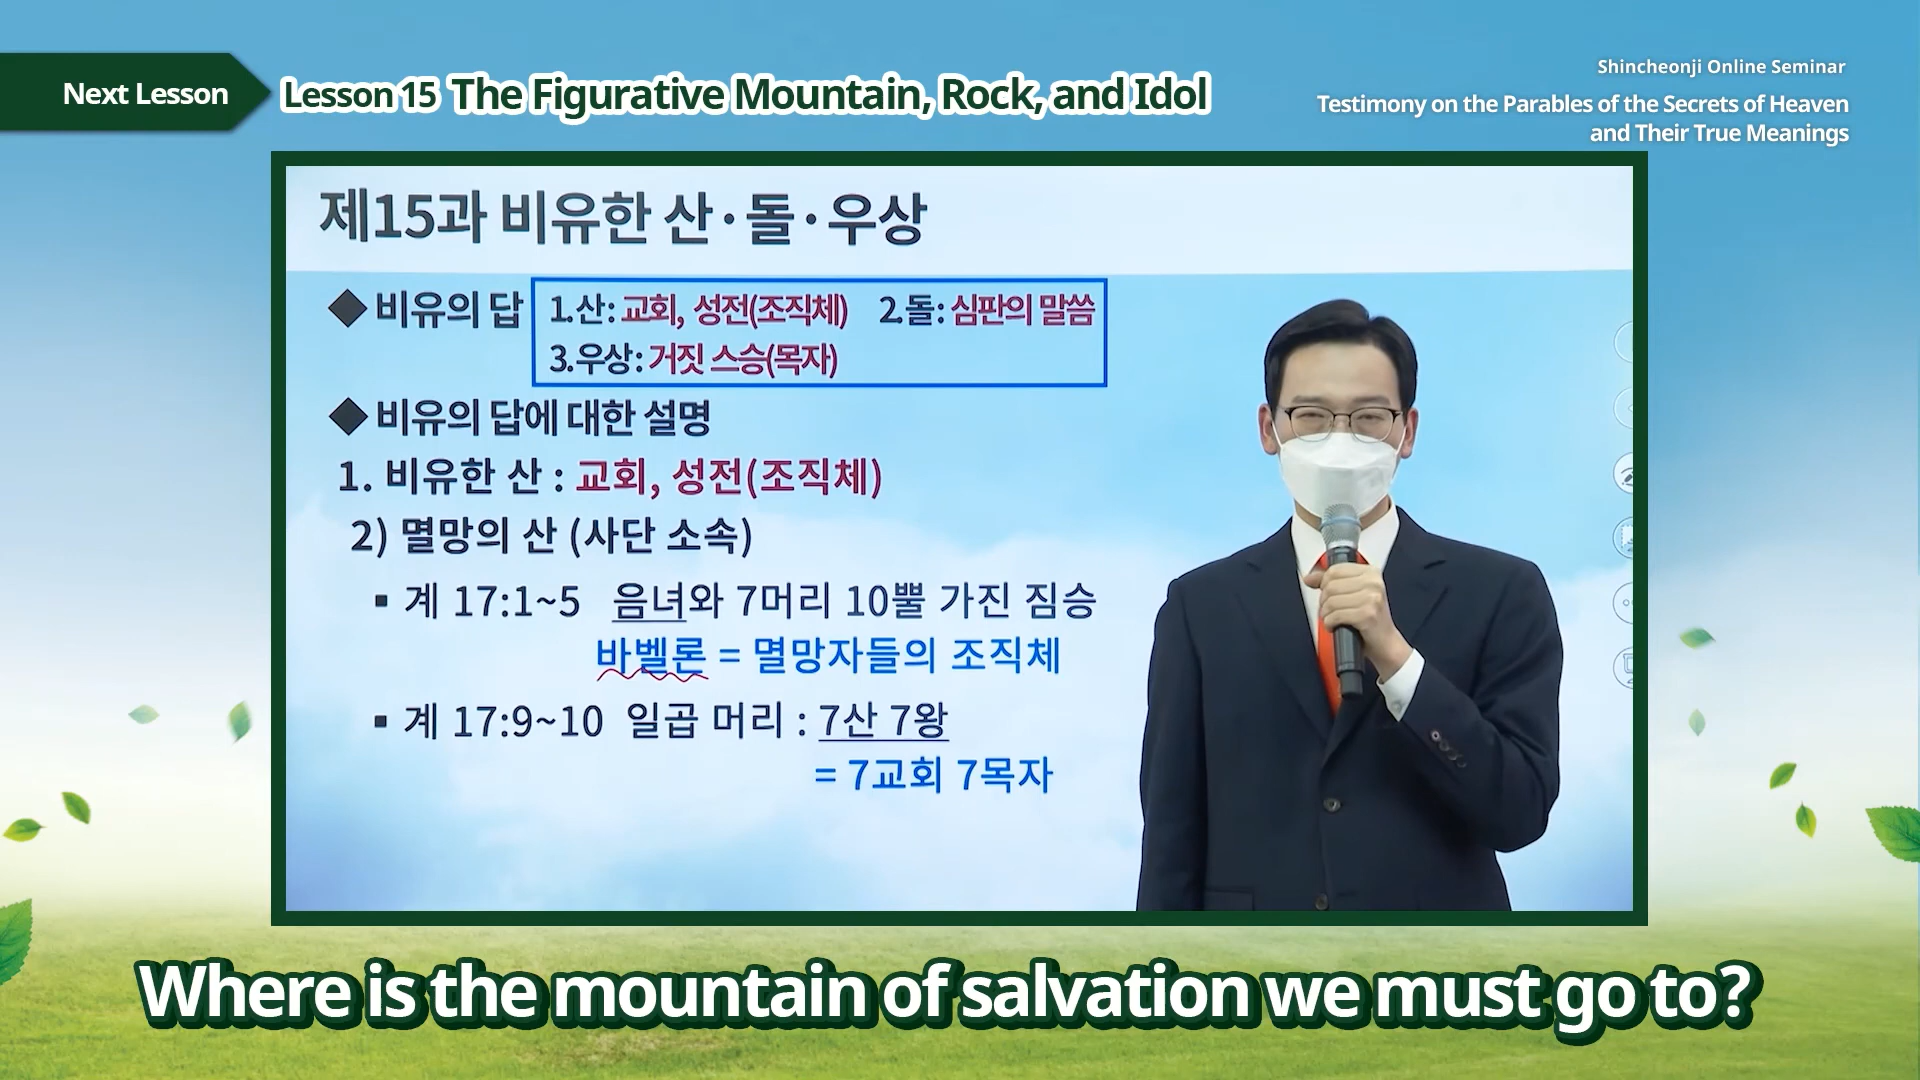 Next Lesson
Lesson 15 The Figurative Mountain, Rock, and Idol
Shincheonji Online Seminar
Testimony on the Parables of the Secrets of Heaven
and Their True Meanings
제15과 비유한 산·돌·우상
◆ 비유의 답
1.산: 교회, 성전(조직체) 2.돌: 심판의 말씀
3.우상: 거짓 스승(목자)
◆ 비유의 답에 대한 설명
1. 비유한 산 : 교회, 성전(조직체)
2) 멸망의 산 (사단 소속)
▪ 계 17:1~5 음녀와 7머리 10뿔 가진 짐승
바벨론 = 멸망자들의 조직체
▪ 계 17:9~10 일곱 머리 : 7산 7왕
= 7교회 7목자
Where is the mountain of salvation we must go to?